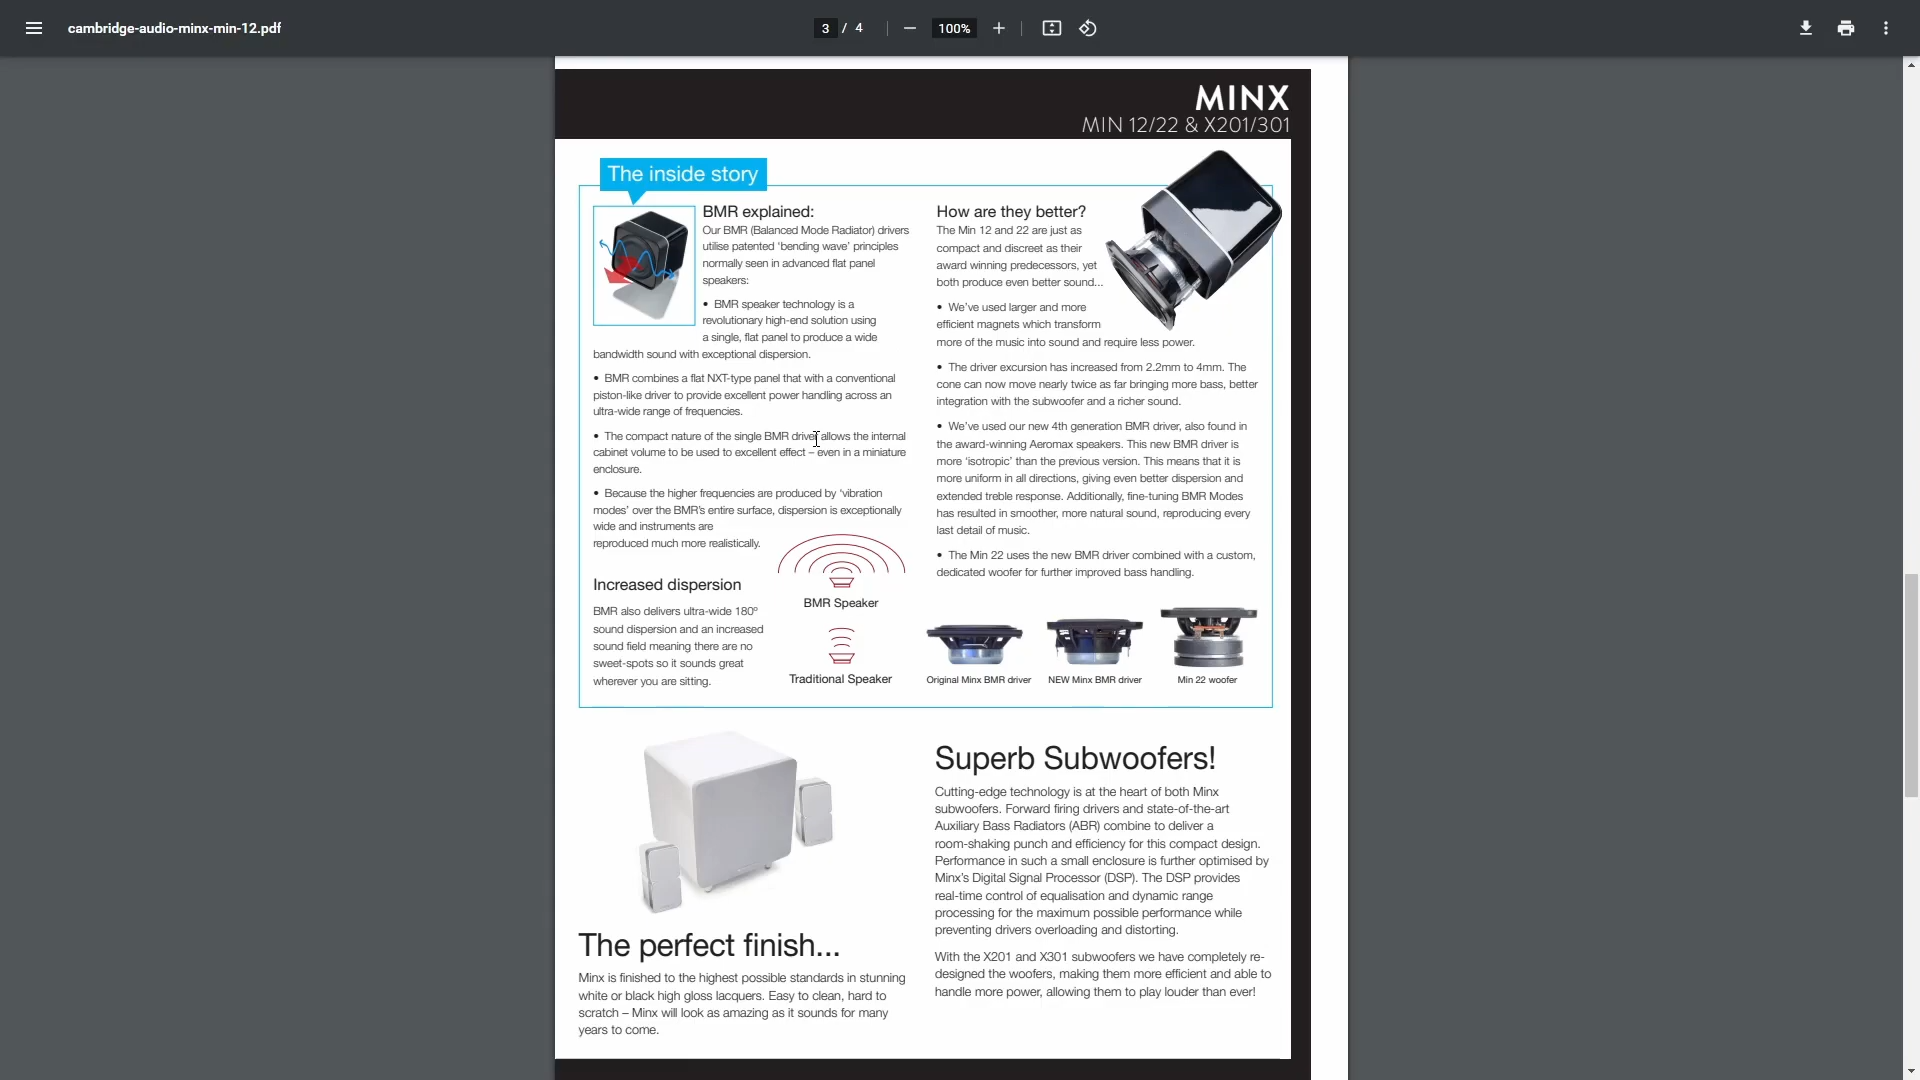 cambridge-audio-minx-min-12.pdf
3 / 4
100%
MINX
MIN 12/22 & X201/301
The inside story
BMR explained:
Our BMR (Balanced Mode Radiator) drivers
utilise patented ‘bending wave’ principles
normally seen in advanced flat panel
speakers:
• BMR speaker technology is a
revolutionary high-end solution using
a single, flat panel to produce a wide
bandwidth sound with exceptional dispersion.
• BMR combines a flat NXT-type panel that with a conventional
piston-like driver to provide excellent power handling across an
ultra-wide range of frequencies.
• The compact nature of the single BMR driver allows the internal
cabinet volume to be used to excellent effect – even in a miniature
enclosure.
• Because the higher frequencies are produced by ‘vibration
modes’ over the BMR’s entire surface, dispersion is exceptionally
wide and instruments are
reproduced much more realistically.
Increased dispersion
BMR also delivers ultra-wide 180º
sound dispersion and an increased
sound field meaning there are no
sweet-spots so it sounds great
wherever you are sitting.
BMR Speaker
Traditional Speaker
How are they better?
The Min 12 and 22 are just as
compact and discreet as their
award winning predecessors, yet
both produce even better sound...
• We’ve used larger and more
efficient magnets which transform
more of the music into sound and require less power.
• The driver excursion has increased from 2.2mm to 4mm. The
cone can now move nearly twice as far bringing more bass, better
integration with the subwoofer and a richer sound.
• We’ve used our new 4th generation BMR driver, also found in
the award-winning Aeromax speakers. This new BMR driver is
more ‘isotropic’ than the previous version. This means that it is
more uniform in all directions, giving even better dispersion and
extended treble response. Additionally, fine-tuning BMR Modes
has resulted in smoother, more natural sound, reproducing every
last detail of music.
• The Min 22 uses the new BMR driver combined with a custom,
dedicated woofer for further improved bass handling.
Original Minx BMR driver
NEW Minx BMR driver
Min 22 woofer
The perfect finish...
Minx is finished to the highest possible standards in stunning
white or black high gloss lacquers. Easy to clean, hard to
scratch – Minx will look as amazing as it sounds for many
years to come.
Superb Subwoofers!
Cutting-edge technology is at the heart of both Minx
subwoofers. Forward firing drivers and state-of-the-art
Auxiliary Bass Radiators (ABR) combine to deliver a
room-shaking punch and efficiency for this compact design.
Performance in such a small enclosure is further optimised by
Minx’s Digital Signal Processor (DSP). The DSP provides
real-time control of equalisation and dynamic range
processing for the maximum possible performance while
preventing drivers overloading and distorting.
With the X201 and X301 subwoofers we have completely re-
designed the woofers, making them more efficient and able to
handle more power, allowing them to play louder than ever!